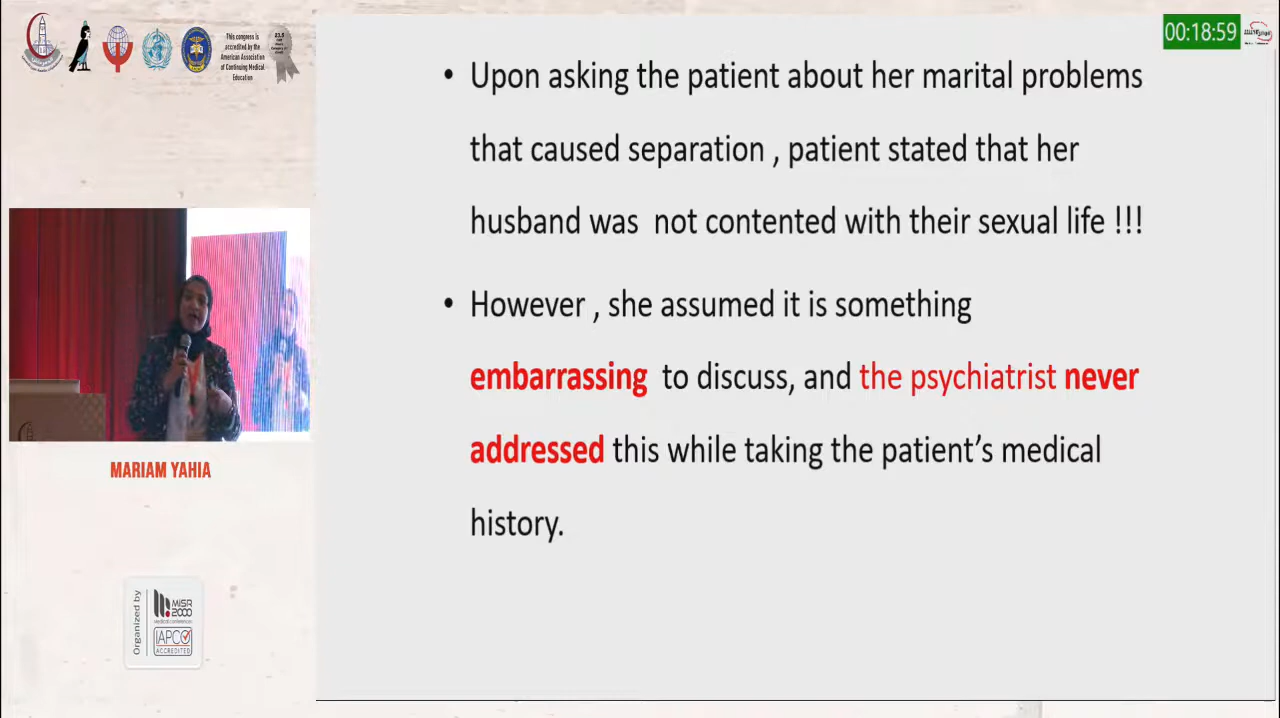 This congress is
accredited by the
American Association
of Continuing Medical
Education
00:18:59
• Upon asking the patient about her marital problems
that caused separation , patient stated that her
husband was  not contented with their sexual life !!!
• However , she assumed it is something
embarrassing  to discuss, and the psychiatrist never
addressed this while taking the patient’s medical
history.
MARIAM YAHIA
Organized by
MISR
2000
Medical conferences
IAPCO
ACCREDITED